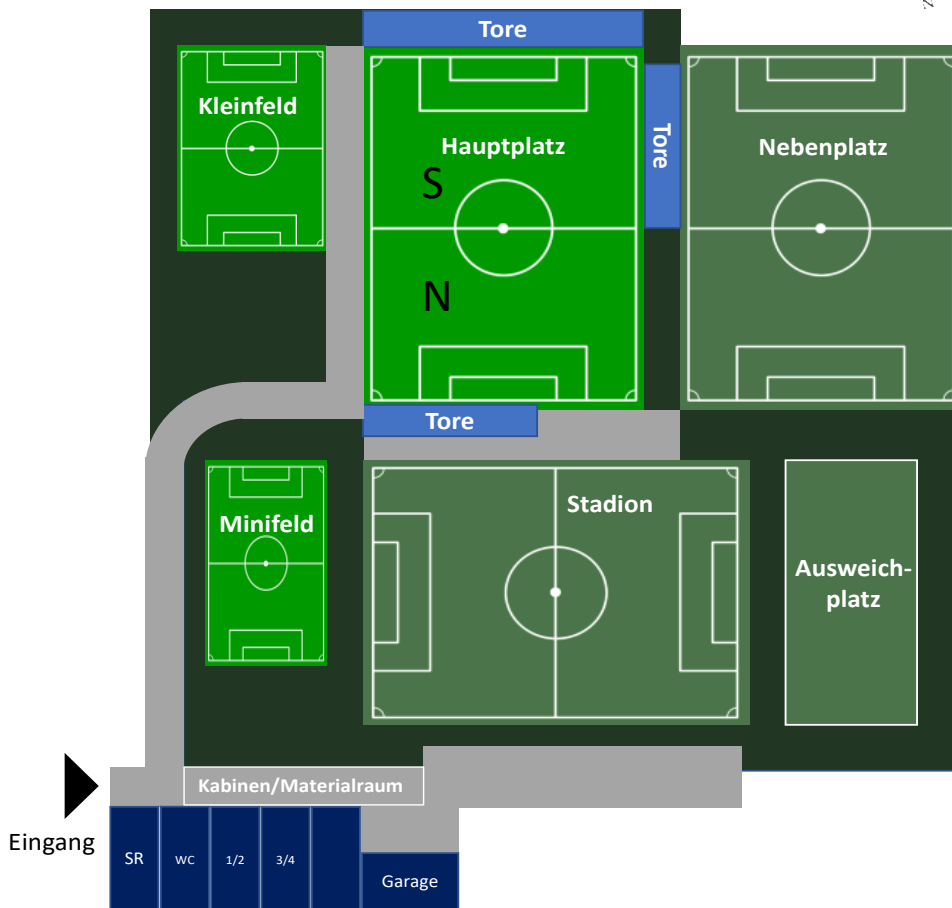 Tore
Kleinfeld
Hauptplatz
Tore
Nebenplatz
S
N
Tore
Stadion
Minifeld
Ausweich-
platz
Kabinen/Materialraum
Eingang
SR
WC
1/2
3/4
Garage